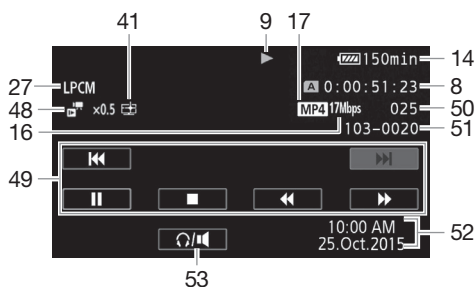 41 9 17
150min 14
27 LPCM A 0:00:51:23 8
48 ×0.5 MP4 17Mbps 025 50
16 103-0020 51
49
10:00 AM
25.Oct.2015 52
53